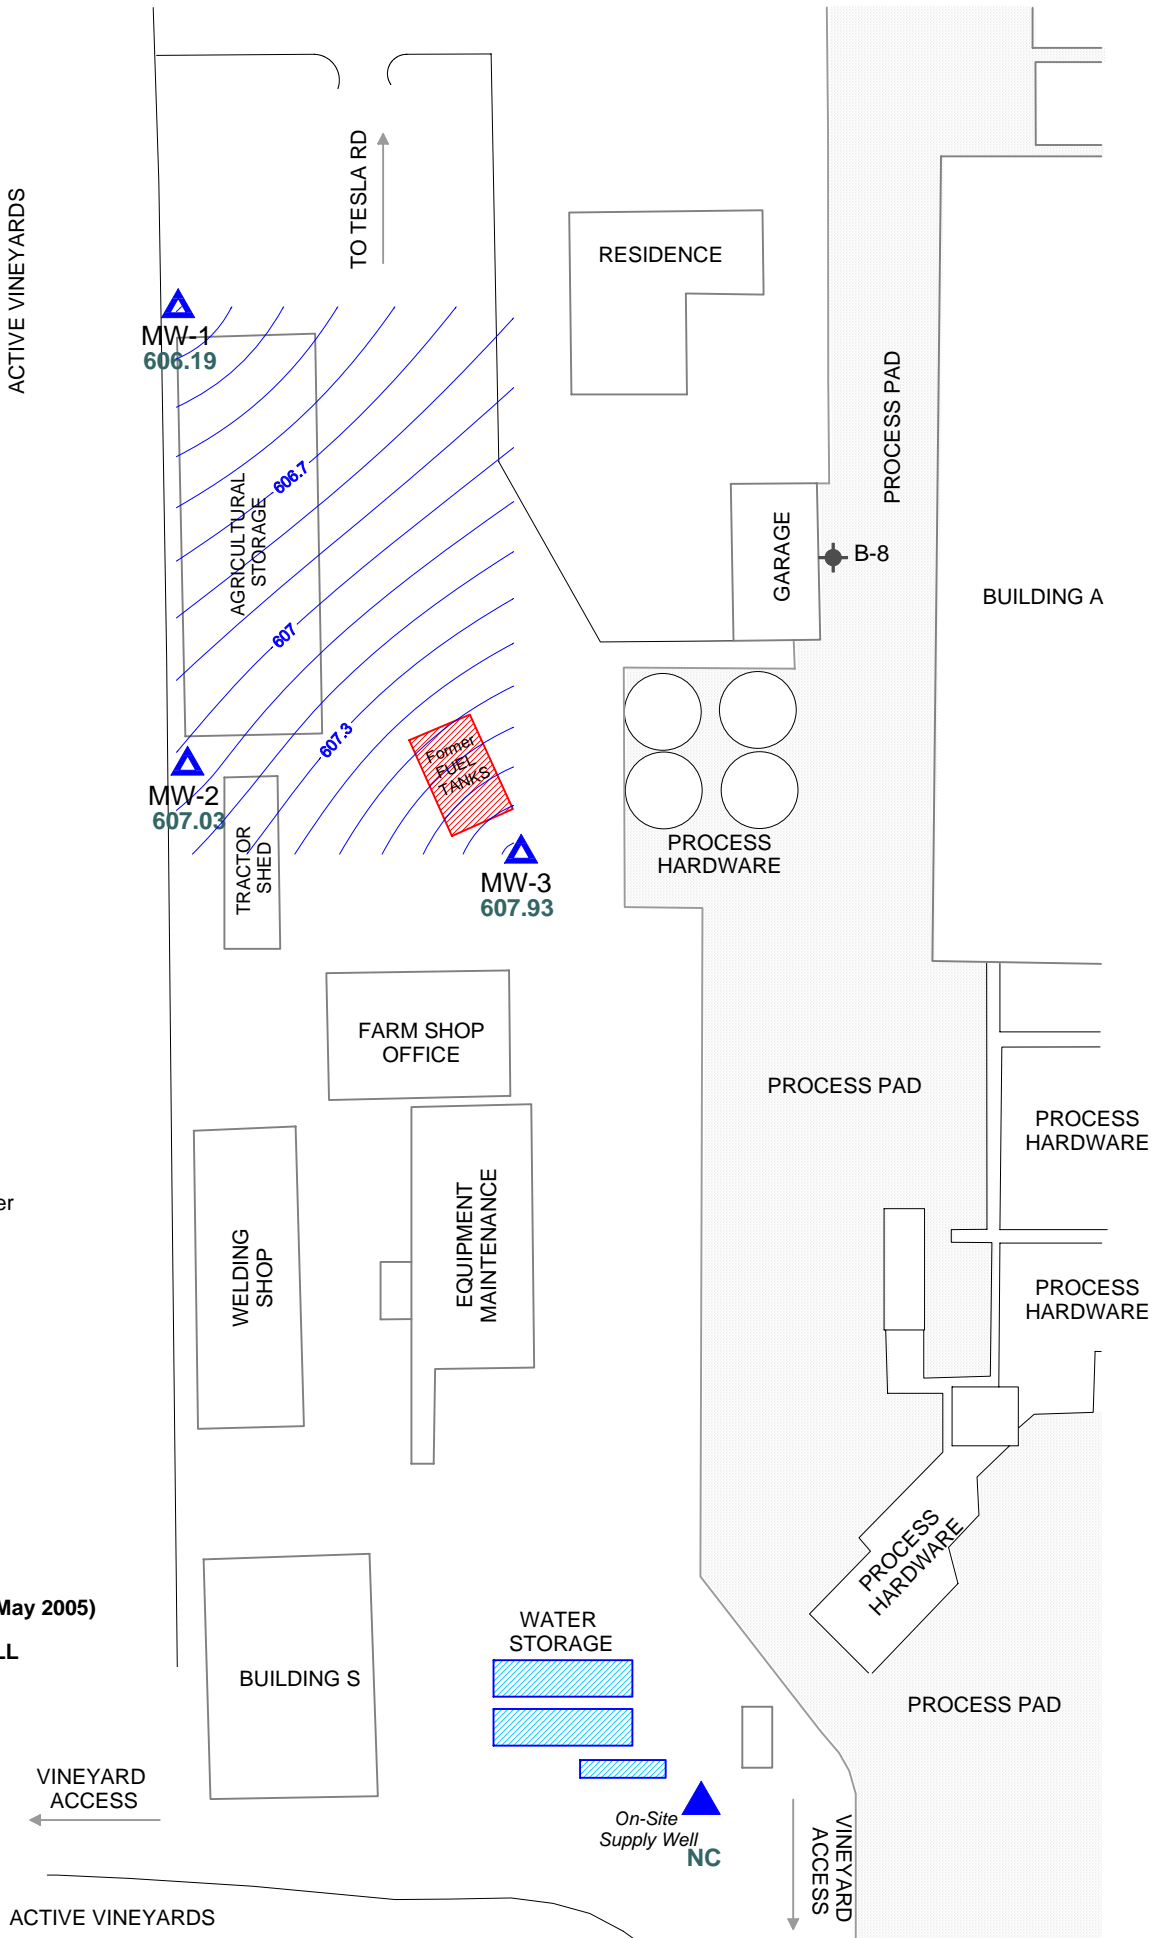 ACTIVE VINEYARDS
TO TESLA RD
RESIDENCE
MW-1
606.19
PROCESS PAD
606.7
AGRICULTURAL
STORAGE
GARAGE
B-8
BUILDING A
607
607.3
Former
FUEL
TANKS
MW-2
607.03
TRACTOR
SHED
MW-3
607.93
PROCESS
HARDWARE
FARM SHOP
OFFICE
PROCESS PAD
PROCESS
HARDWARE
er
WELDING
SHOP
EQUIPMENT
MAINTENANCE
PROCESS
HARDWARE
PROCESS
HARDWARE
May 2005)
LL
WATER
STORAGE
BUILDING S
PROCESS PAD
VINEYARD
ACCESS
On-Site
Supply Well
NC
VINEYARD
ACCESS
ACTIVE VINEYARDS